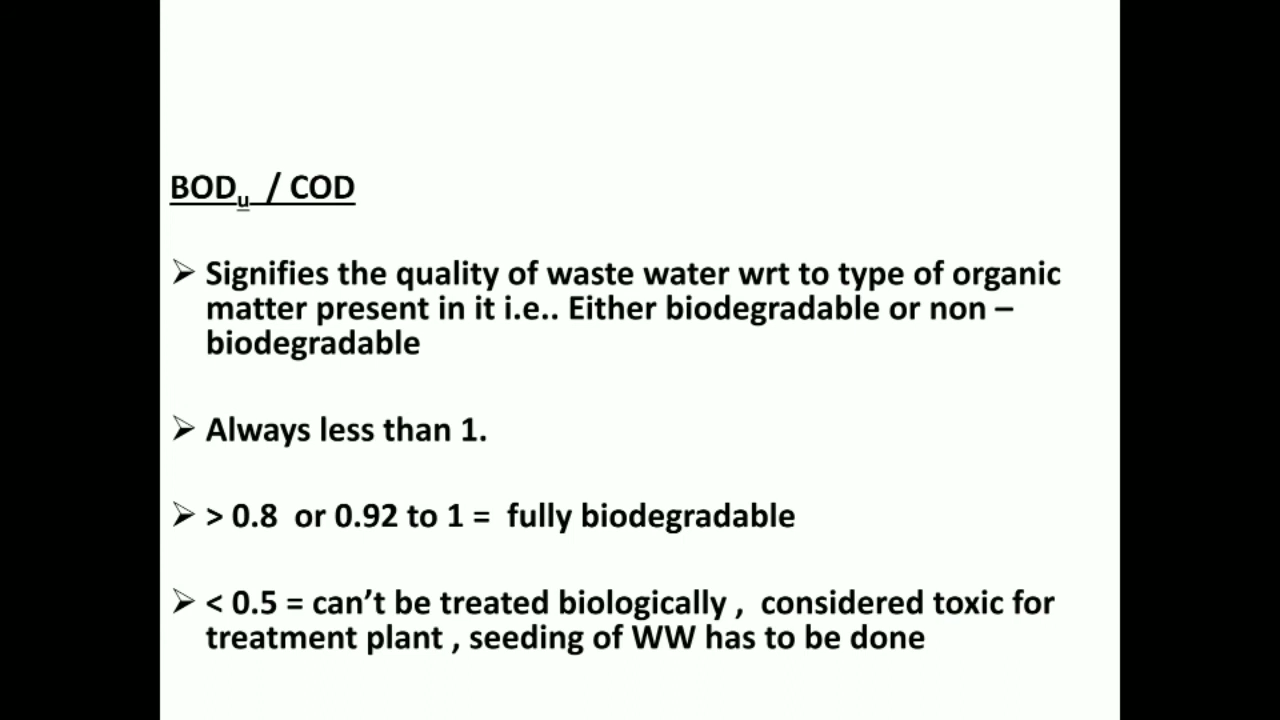 BODu / COD
➢ Signifies the quality of waste water wrt to type of organic
matter present in it i.e.. Either biodegradable or non –
biodegradable
➢ Always less than 1.
➢ > 0.8 or 0.92 to 1 = fully biodegradable
➢ < 0.5 = can’t be treated biologically , considered toxic for
treatment plant , seeding of WW has to be done